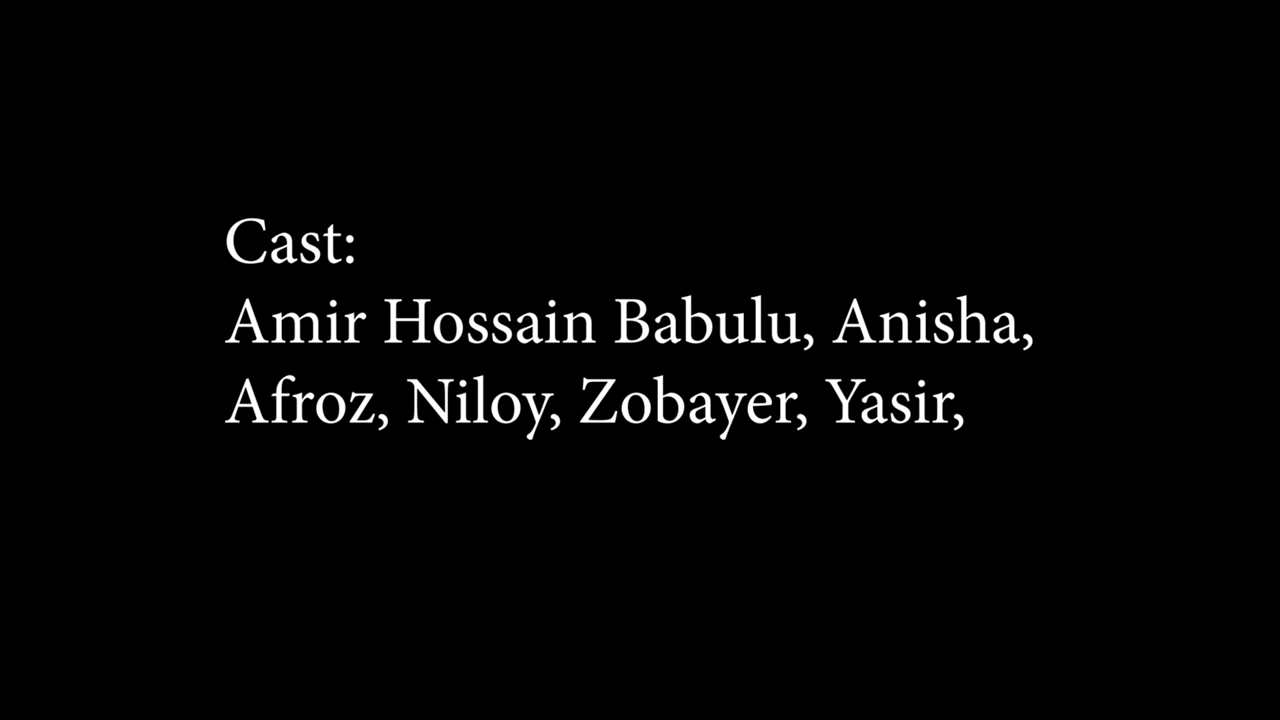 Cast:
Amir Hossain Babulu, Anisha,
Afroz, Niloy, Zobayer, Yasir,